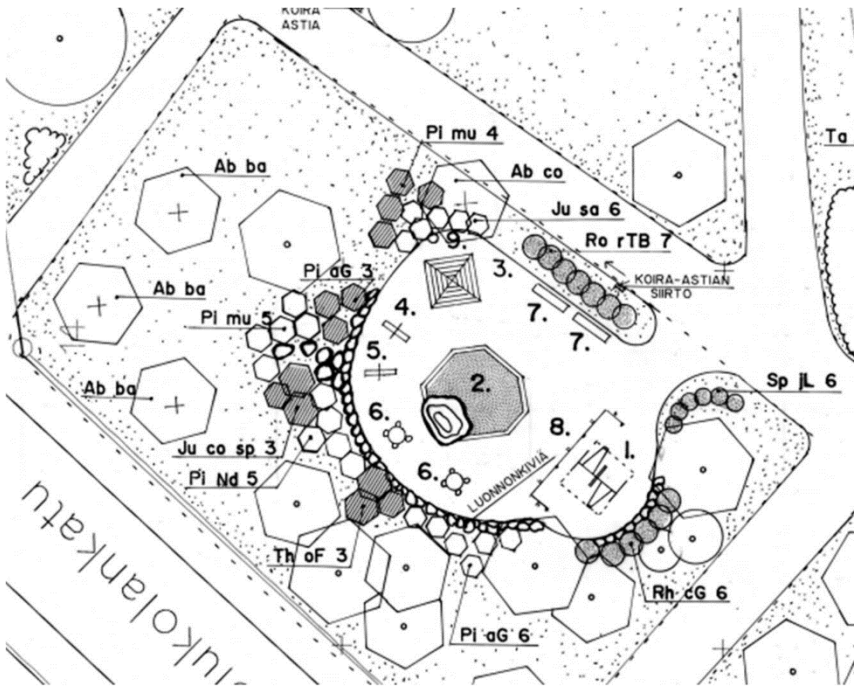 KOIRA
ASTIA
Pi mu 4
Ta
Ab ba
Ab co
Ju sa 6
9.
Ro rTB 7
Pi aG 3
3.
KOIRA-ASTIAN
SIIRTO
Ab ba
Pi mu 5
4.
7.
7.
5.
2.
Sp jL 6
Ab ba
6.
8.
1.
Ju co sp 3
Pi Nd 5
6.
LUONNONKIVIÄ
Th oF 3
Rh cG 6
Pi aG 6
olukolankatu